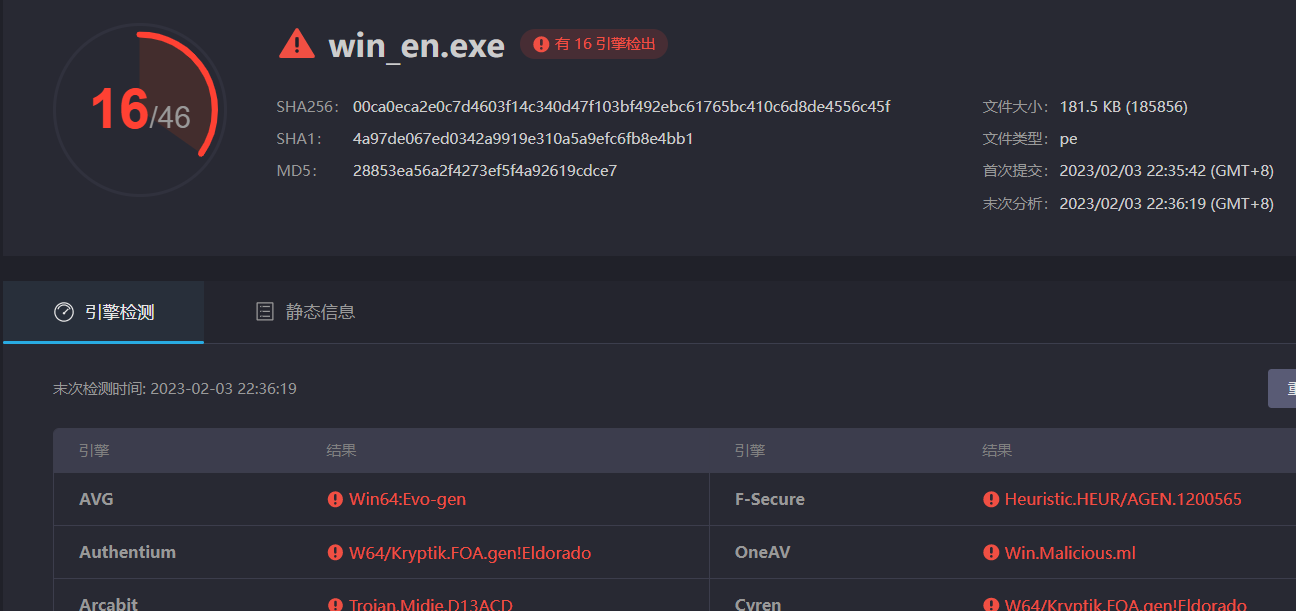 win_en.exe 有 16 引擎检出
16/46
SHA256: 00ca0eca2e0c7d4603f14c340d47f103bf492ebc61765bc410c6d8de4556c45f
文件大小: 181.5 KB (185856)
SHA1: 4a97de067ed0342a9919e310a5a9efc6fb8e4bb1
文件类型: pe
MD5: 28853ea56a2f4273ef5f4a92619cdce7
首次提交: 2023/02/03 22:35:42 (GMT+8)
末次分析: 2023/02/03 22:36:19 (GMT+8)
引擎检测 静态信息
末次检测时间: 2023-02-03 22:36:19
重
引擎 结果 引擎 结果
AVG Win64:Evo-gen F-Secure Heuristic.HEUR/AGEN.1200565
Authentium W64/Kryptik.FOA.gen!Eldorado OneAV Win.Malicious.ml
Arcabit Trojan.Midie.D13ACD Cyren W64/Kryptik.FOA.gen!Eldorado